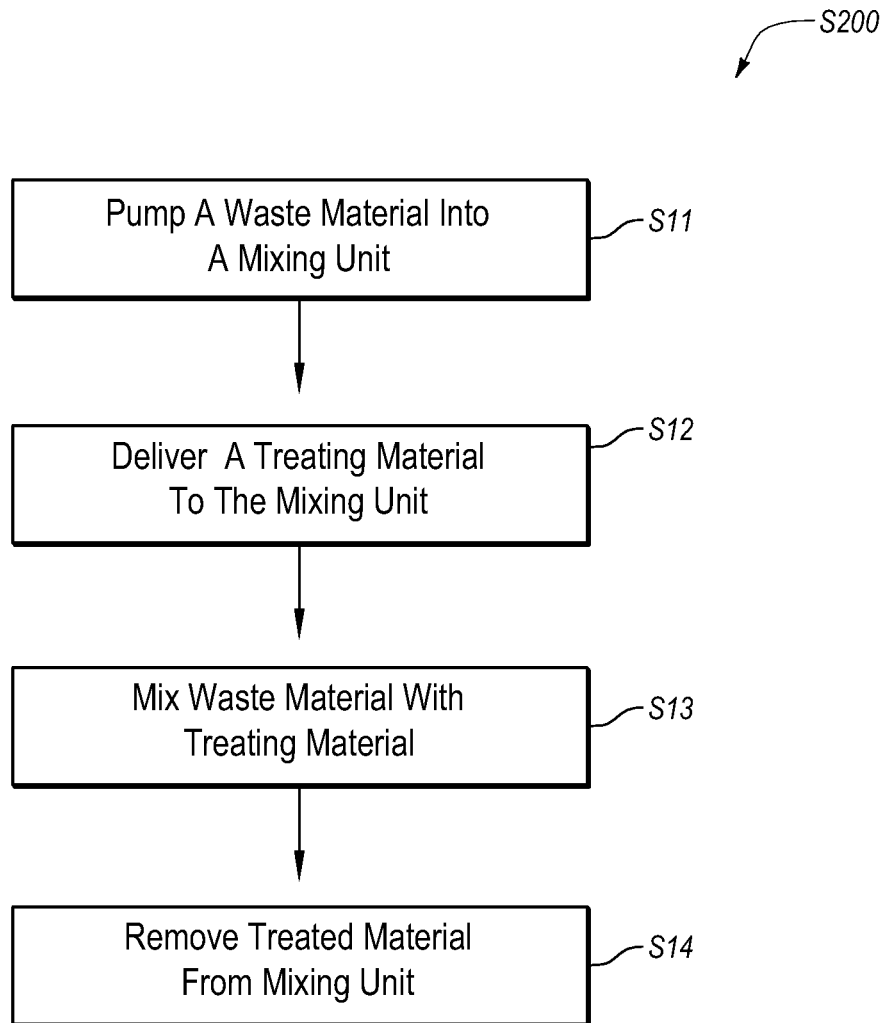 S200
Pump A Waste Material Into
A Mixing Unit
S11
Deliver A Treating Material
To The Mixing Unit
S12
Mix Waste Material With
Treating Material
S13
Remove Treated Material
From Mixing Unit
S14